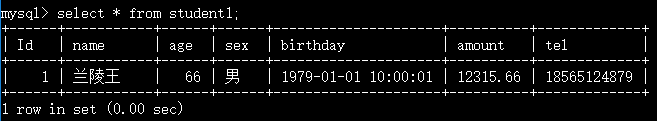 mysql> select * from student1;
+----+--------+-----+-----+---------------------+----------+-------------+
| Id | name | age | sex | birthday | amount | tel |
+----+--------+-----+-----+---------------------+----------+-------------+
| 1 | 兰陵王 | 66 | 男 | 1979-01-01 10:00:01 | 12315.66 | 18565124879 |
+----+--------+-----+-----+---------------------+----------+-------------+
1 row in set (0.00 sec)